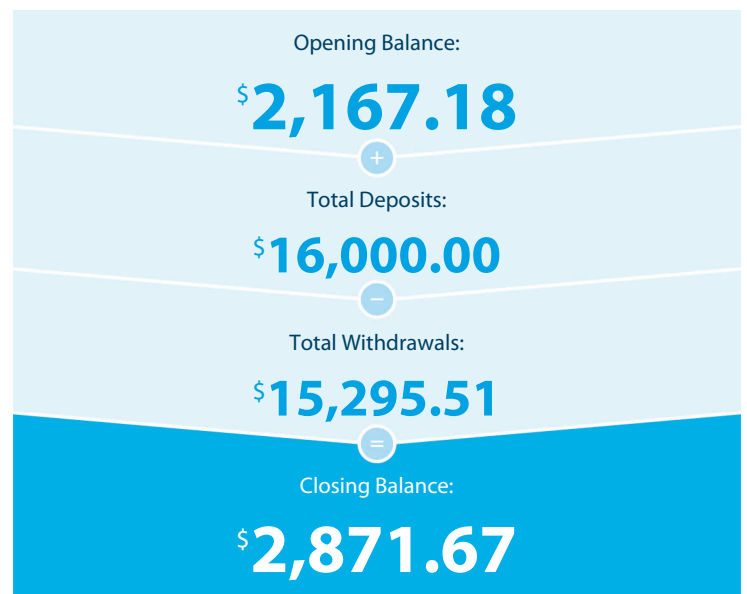 Opening Balance:
$2,167.18
+
Total Deposits:
$16,000.00
−
Total Withdrawals:
$15,295.51
=
Closing Balance:
$2,871.67